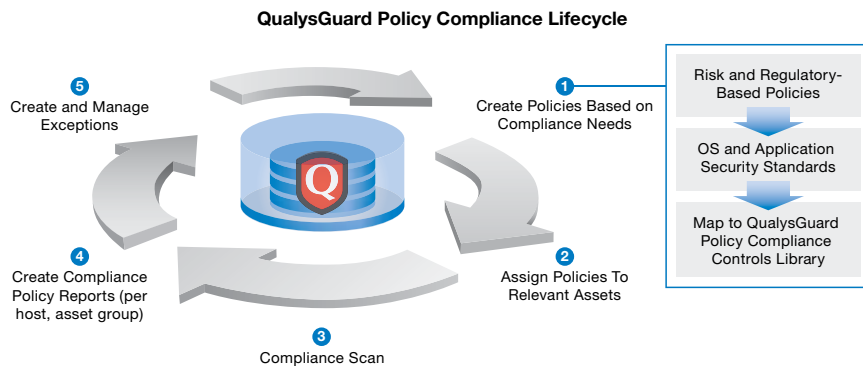 QualysGuard Policy Compliance Lifecycle
1
Create Policies Based on
Compliance Needs
Risk and Regulatory-
Based Policies
OS and Application
Security Standards
Map to QualysGuard
Policy Compliance
Controls Library
2
Assign Policies To
Relevant Assets
3
Compliance Scan
4
Create Compliance
Policy Reports (per
host, asset group)
5
Create and Manage
Exceptions
Q